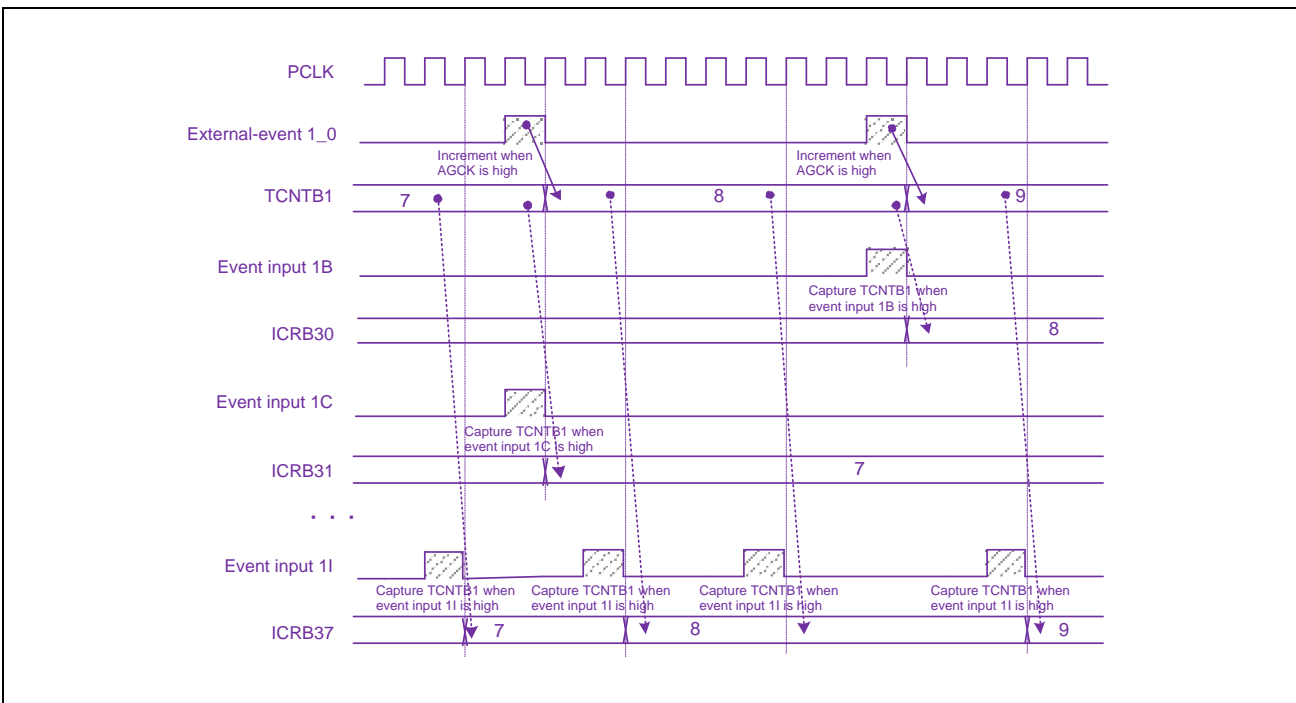 PCLK
External-event 1_0
Increment when
AGCK is high
Increment when
AGCK is high
TCNTB1
7
8
9
Event input 1B
Capture TCNTB1 when
event input 1B is high
ICRB30
8
Event input 1C
Capture TCNTB1 when
event input 1C is high
ICRB31
7
. . .
Event input 1I
Capture TCNTB1 when
event input 1I is high
Capture TCNTB1 when
event input 1I is high
Capture TCNTB1 when
event input 1I is high
Capture TCNTB1 when
event input 1I is high
ICRB37
7
8
9